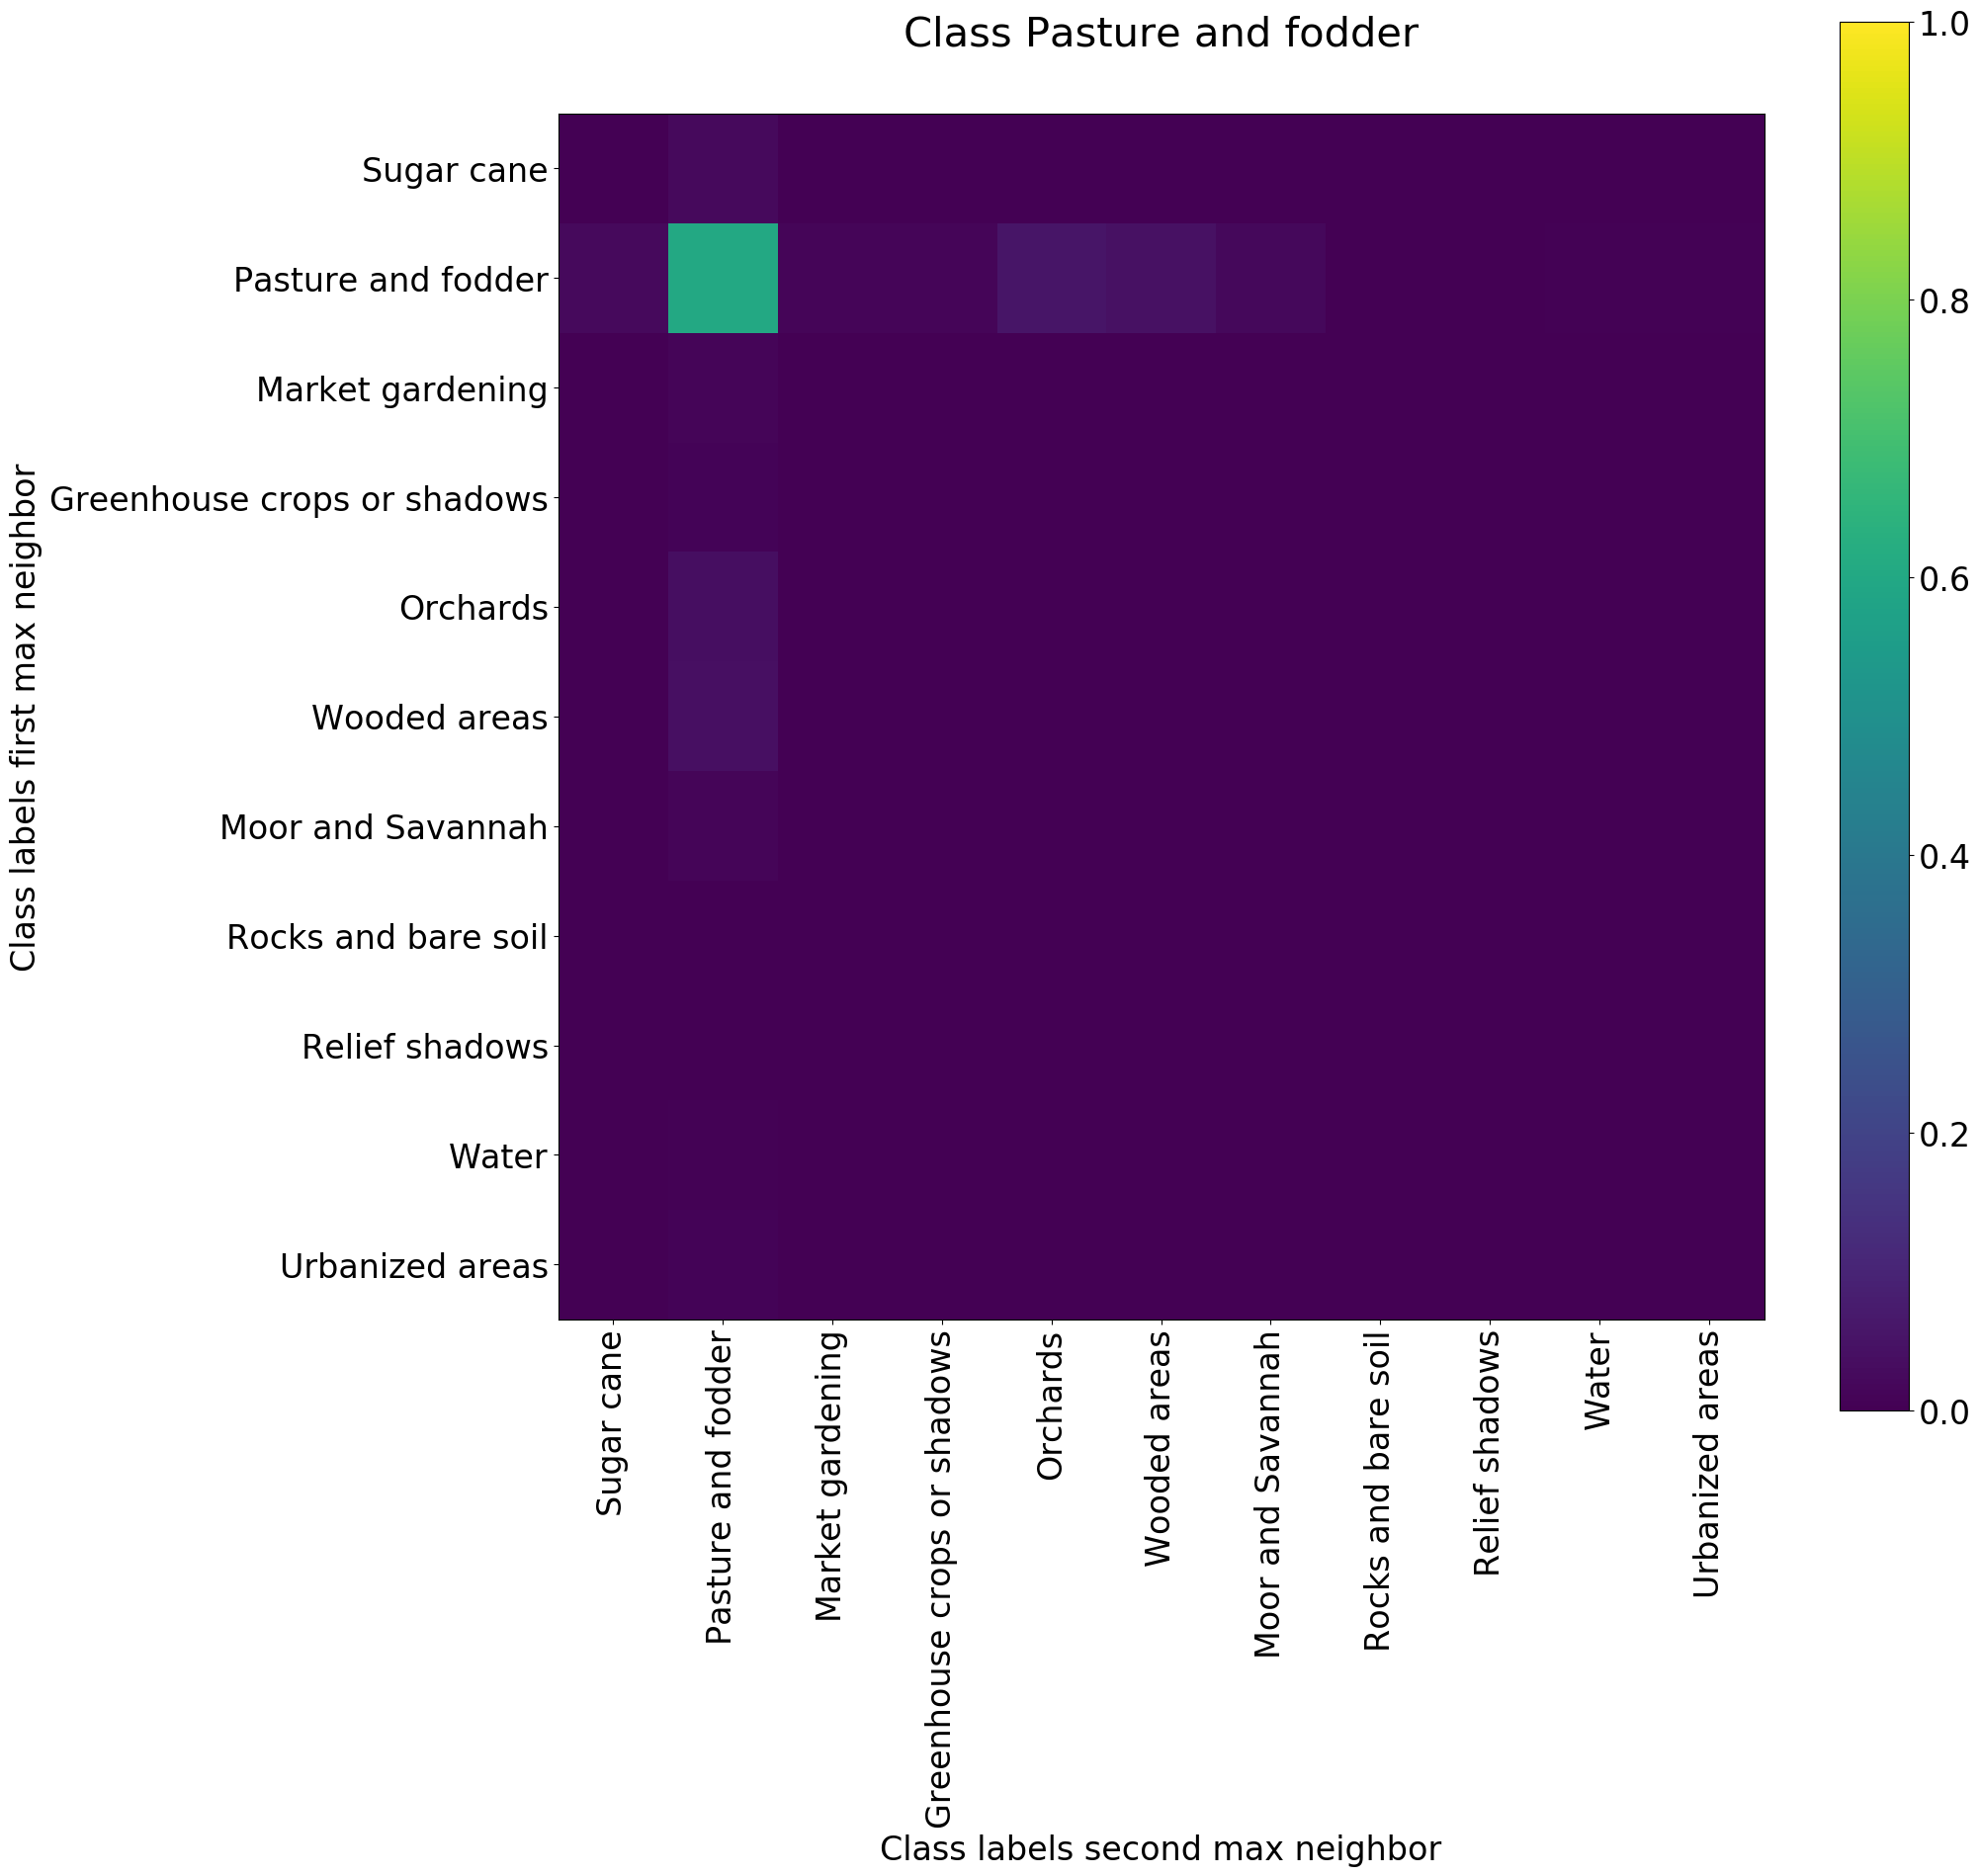 Class Pasture and fodder
Class labels first max neighbor
Sugar cane
Pasture and fodder
Market gardening
Greenhouse crops or shadows
Orchards
Wooded areas
Moor and Savannah
Rocks and bare soil
Relief shadows
Water
Urbanized areas
Sugar cane
Pasture and fodder
Market gardening
Greenhouse crops or shadows
Orchards
Wooded areas
Moor and Savannah
Rocks and bare soil
Relief shadows
Water
Urbanized areas
Class labels second max neighbor
1.0
0.8
0.6
0.4
0.2
0.0